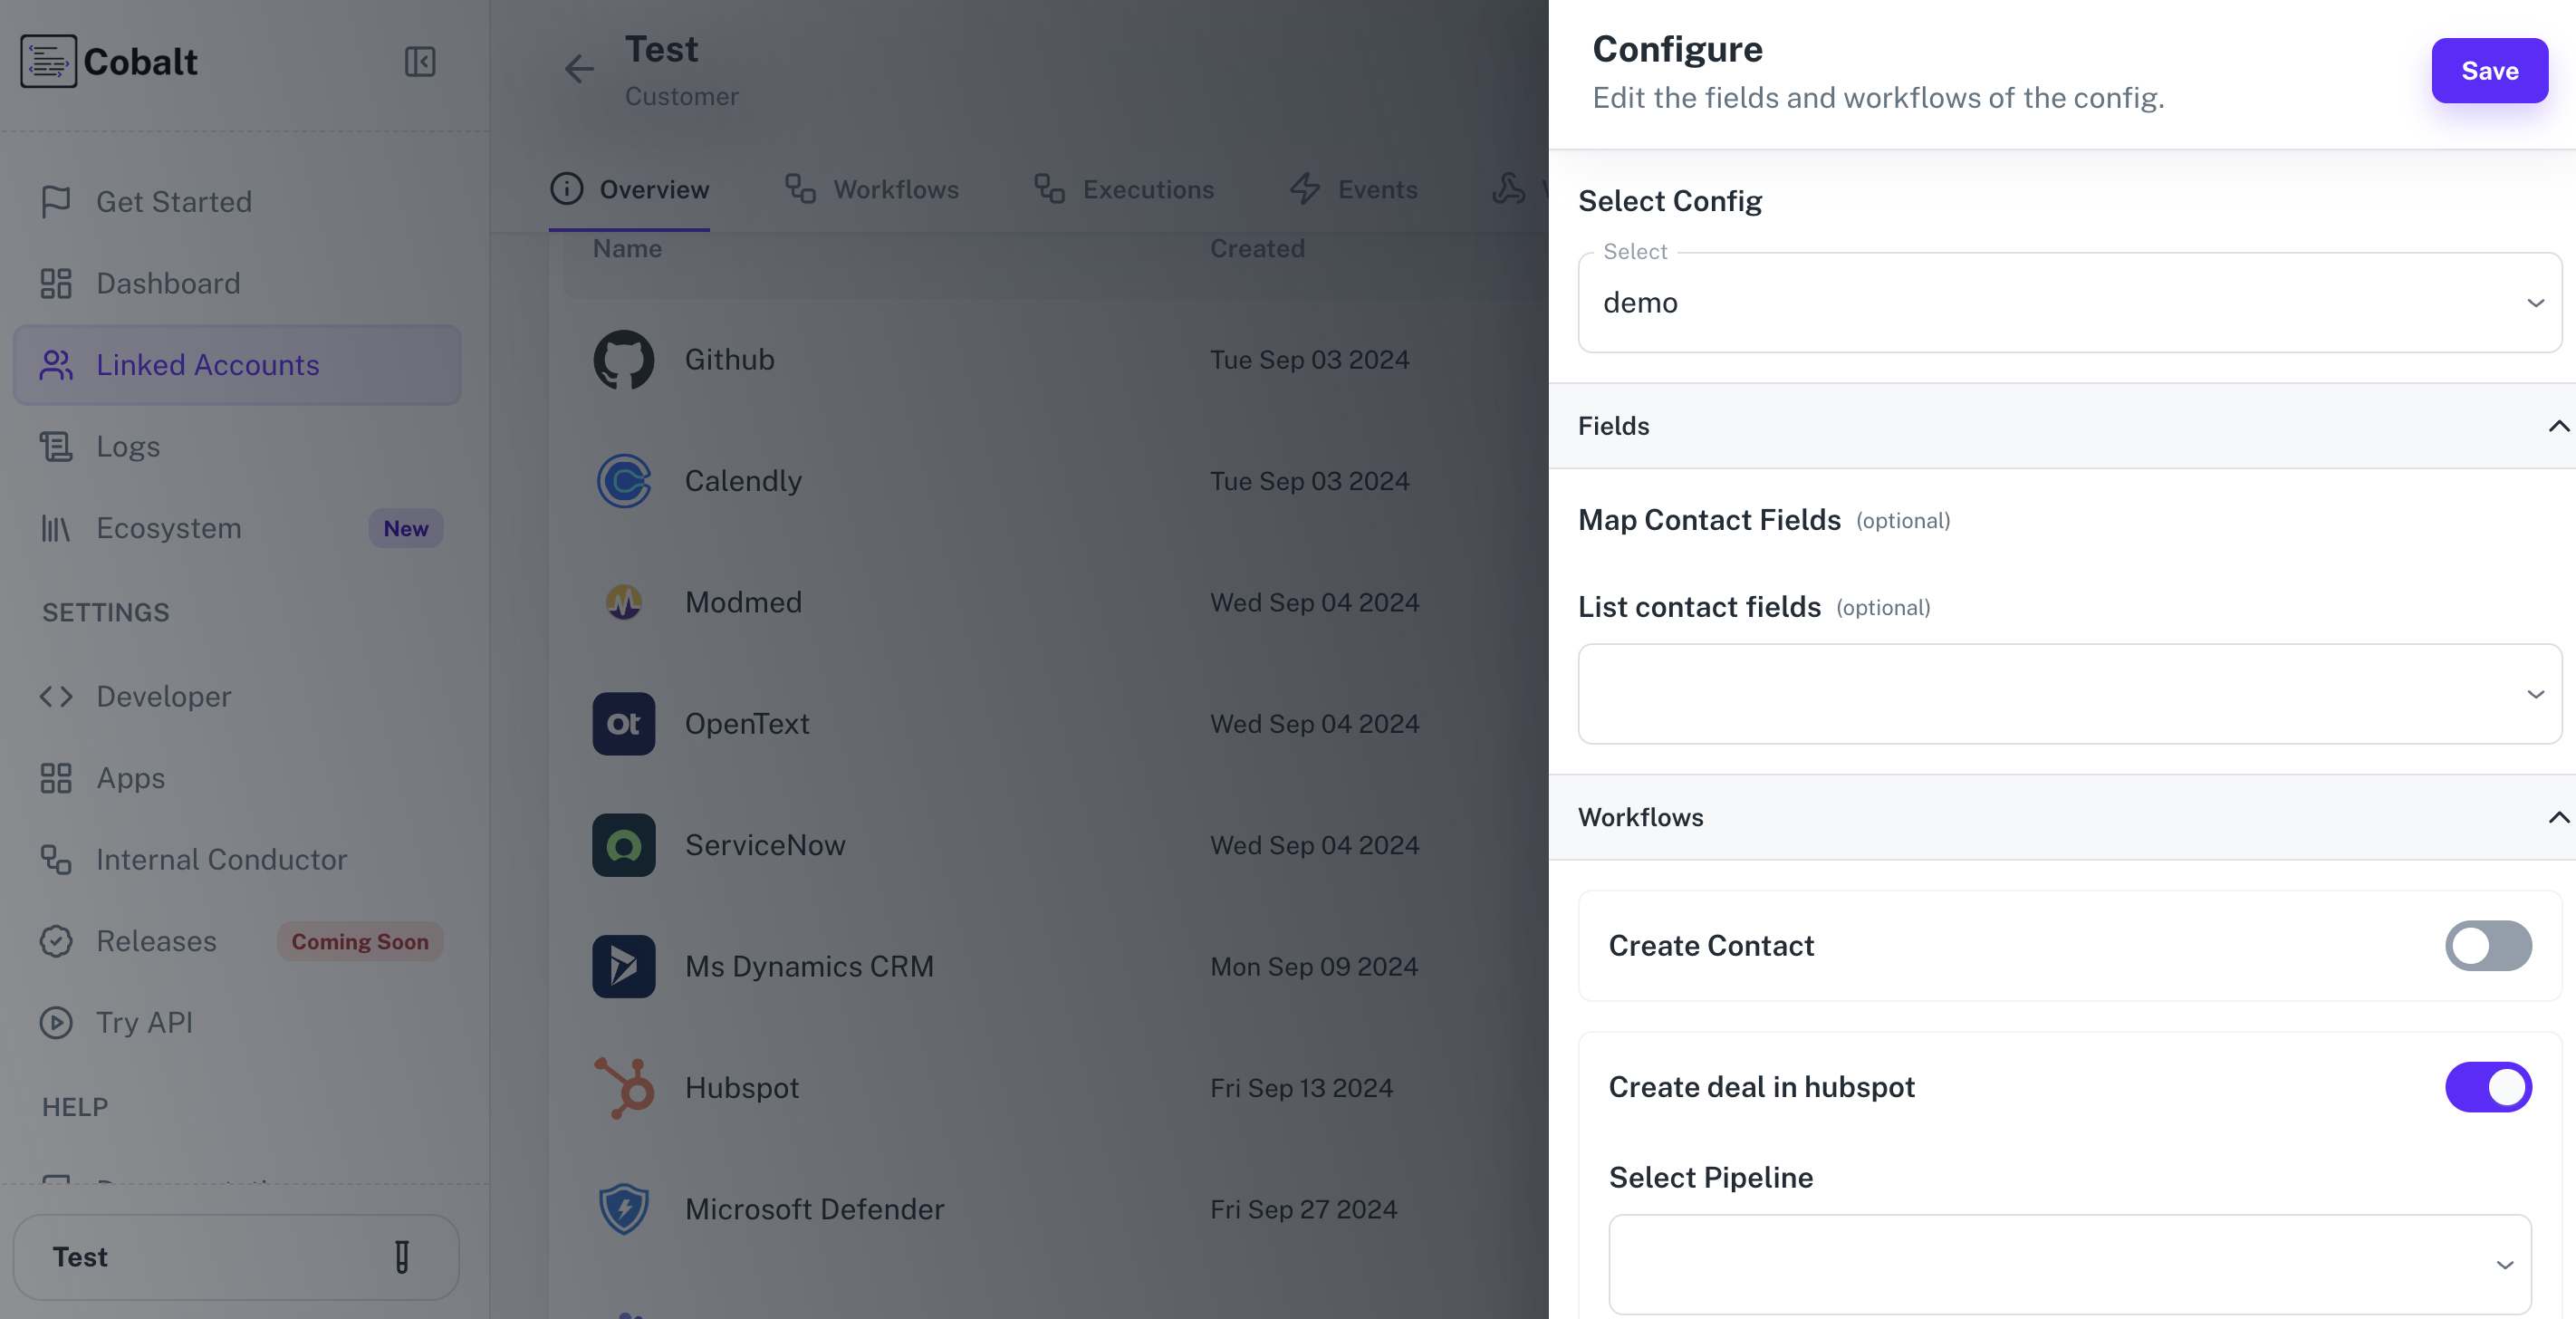 Cobalt
Get Started
Dashboard
Linked Accounts
Logs
Ecosystem New
SETTINGS
Developer
Apps
Internal Conductor
Releases Coming Soon
Try API
HELP
Test
Test
Customer
Overview Workflows Executions Events
Name Created
Github Tue Sep 03 2024
Calendly Tue Sep 03 2024
Modmed Wed Sep 04 2024
ot OpenText Wed Sep 04 2024
ServiceNow Wed Sep 04 2024
Ms Dynamics CRM Mon Sep 09 2024
Hubspot Fri Sep 13 2024
Microsoft Defender Fri Sep 27 2024
Configure
Edit the fields and workflows of the config.
Save
Select Config
Select
demo
Fields
Map Contact Fields (optional)
List contact fields (optional)
Workflows
Create Contact
Create deal in hubspot
Select Pipeline